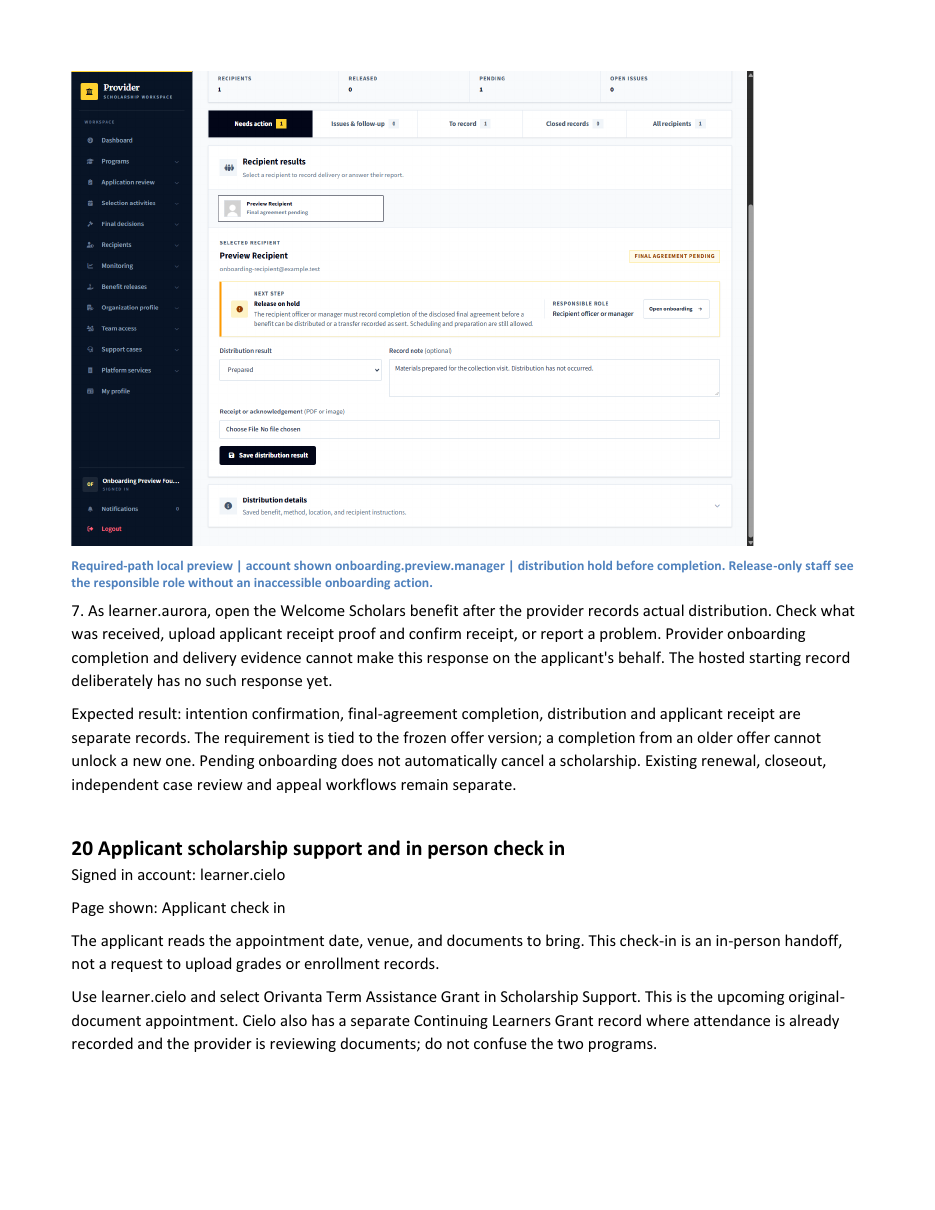 Provider
SCHOLARSHIP WORKSPACE
WORKSPACE
Dashboard
Programs
Application review
Selection activities
Final decisions
Recipients
Monitoring
Benefit releases
Organization profile
Team access
Support cases
Platform services
My profile
OF Onboarding Preview Fou...
SIGNED IN
Notifications 0
Logout
RECIPIENTS RELEASED PENDING OPEN ISSUES
1 0 1 0
Needs action 1 Issues & follow-up 0 To record 1 Closed records 0 All recipients 1
Recipient results
Select a recipient to record delivery or answer their report.
Preview Recipient
Final agreement pending
SELECTED RECIPIENT
Preview Recipient
FINAL AGREEMENT PENDING
onboarding-recipient@example.test
NEXT STEP
Release on hold
The recipient officer or manager must record completion of the disclosed final agreement before a
benefit can be distributed or a transfer recorded as sent. Scheduling and preparation are still allowed.
RESPONSIBLE ROLE
Recipient officer or manager
Open onboarding →
Distribution result Record note (optional)
Prepared Materials prepared for the collection visit. Distribution has not occurred.
Receipt or acknowledgement (PDF or image)
Choose File No file chosen
Save distribution result
Distribution details
Saved benefit, method, location, and recipient instructions.
Required-path local preview | account shown onboarding.preview.manager | distribution hold before completion. Release-only staff see
the responsible role without an inaccessible onboarding action.
7. As learner.aurora, open the Welcome Scholars benefit after the provider records actual distribution. Check what
was received, upload applicant receipt proof and confirm receipt, or report a problem. Provider onboarding
completion and delivery evidence cannot make this response on the applicant's behalf. The hosted starting record
deliberately has no such response yet.
Expected result: intention confirmation, final-agreement completion, distribution and applicant receipt are
separate records. The requirement is tied to the frozen offer version; a completion from an older offer cannot
unlock a new one. Pending onboarding does not automatically cancel a scholarship. Existing renewal, closeout,
independent case review and appeal workflows remain separate.
20 Applicant scholarship support and in person check in
Signed in account: learner.cielo
Page shown: Applicant check in
The applicant reads the appointment date, venue, and documents to bring. This check-in is an in-person handoff,
not a request to upload grades or enrollment records.
Use learner.cielo and select Orivanta Term Assistance Grant in Scholarship Support. This is the upcoming original-
document appointment. Cielo also has a separate Continuing Learners Grant record where attendance is already
recorded and the provider is reviewing documents; do not confuse the two programs.